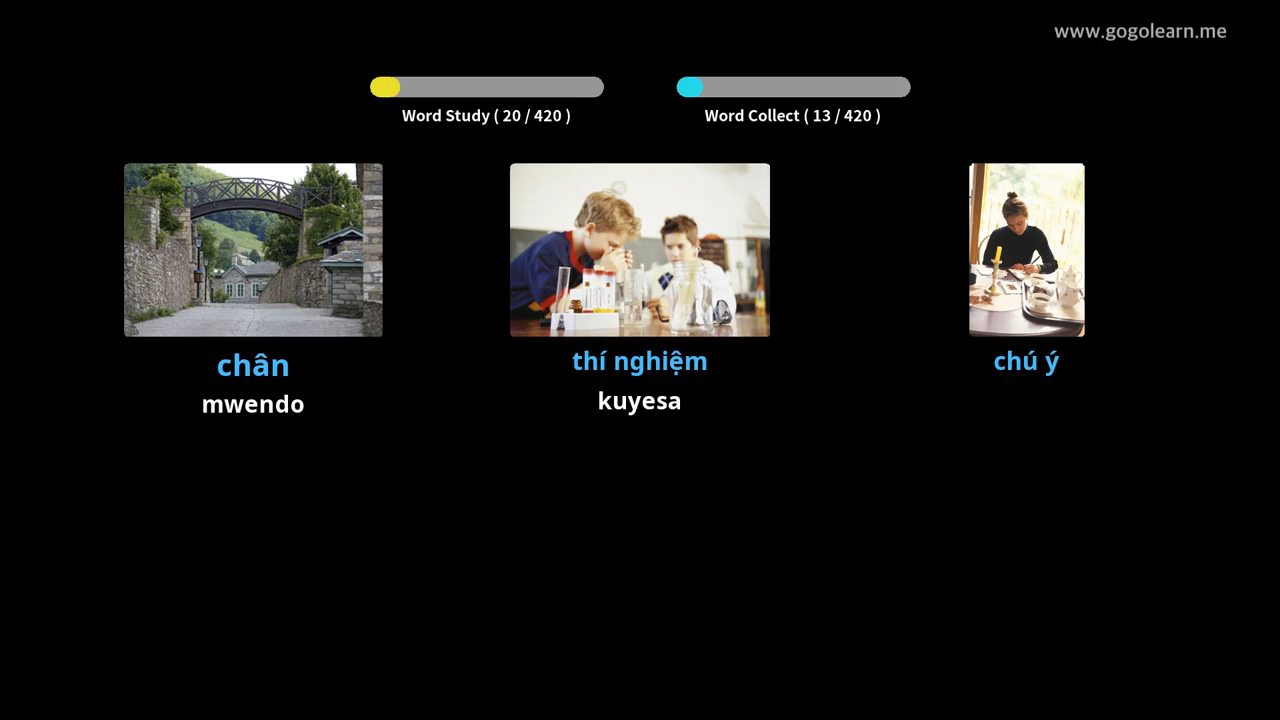 www.gogolearn.me
Word Study ( 20 / 420 )
Word Collect ( 13 / 420 )
chân
mwendo
thí nghiệm
kuyesa
chú ý